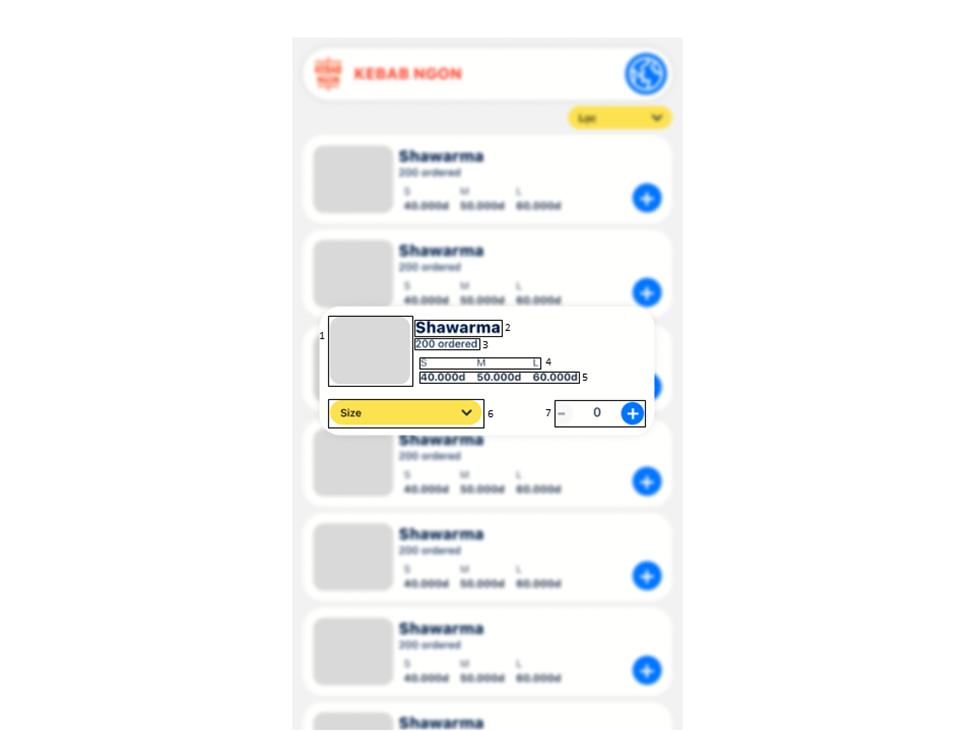 KEBAB NGON
KEBAB NGON
Lọc
Shawarma
200 ordered
S M L
40.000đ 50.000đ 60.000đ
Shawarma
200 ordered
S M L
40.000đ 50.000đ 60.000đ
1
Shawarma 2
200 ordered 3
S M L 4
40.000đ 50.000đ 60.000đ 5
Size 6
7 - 0 +
Shawarma
200 ordered
S M L
40.000đ 50.000đ 60.000đ
Shawarma
200 ordered
S M L
40.000đ 50.000đ 60.000đ
Shawarma
200 ordered
S M L
40.000đ 50.000đ 60.000đ
Shawarma